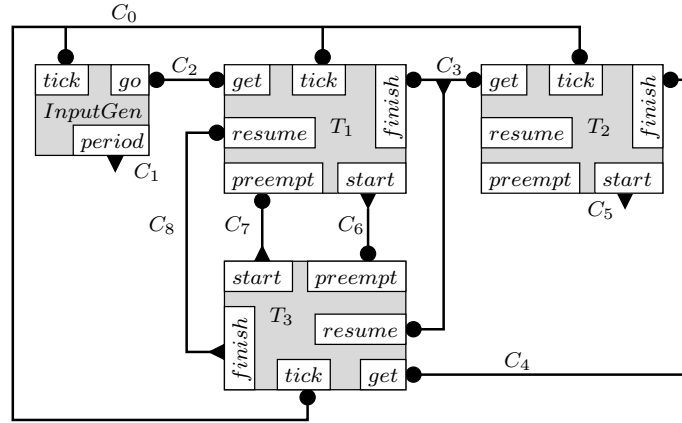 C0
C2
C3
tick go
get tick finish
get tick finish
InputGen
T1
T2
period
resume
resume
C1
preempt start
preempt start
C8
C7
C6
C5
start preempt
T3
resume
finish
C4
tick get